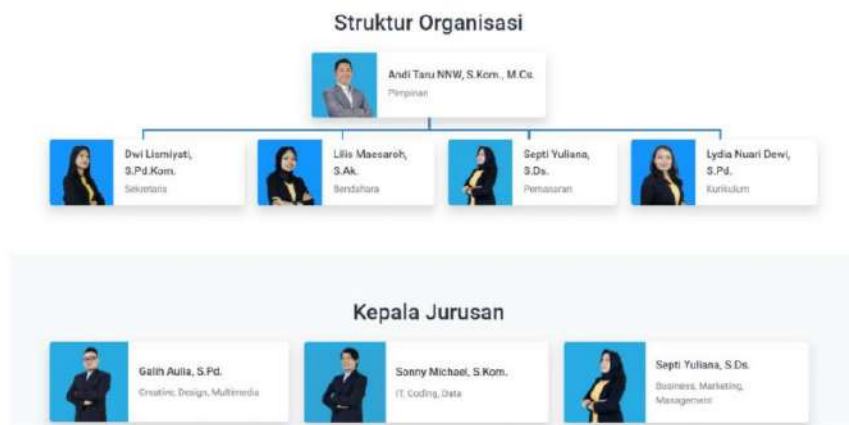 Struktur Organisasi
Andi Taru NNW, S.Kom., M.Cs.
Pimpinan
Dwi Lismiyati,
S.Pd.Kom.
Sekretaris
Lilis Maesaroh,
S.Ak.
Bendahara
Septi Yuliana,
S.Ds.
Pemasaran
Lydia Nuari Dewi,
S.Pd.
Kurikulum
Kepala Jurusan
Galih Aulia, S.Pd.
Creative, Design, Multimedia
Sonny Michael, S.Kom.
IT, Coding, Data
Septi Yuliana, S.Ds.
Business, Marketing,
Management